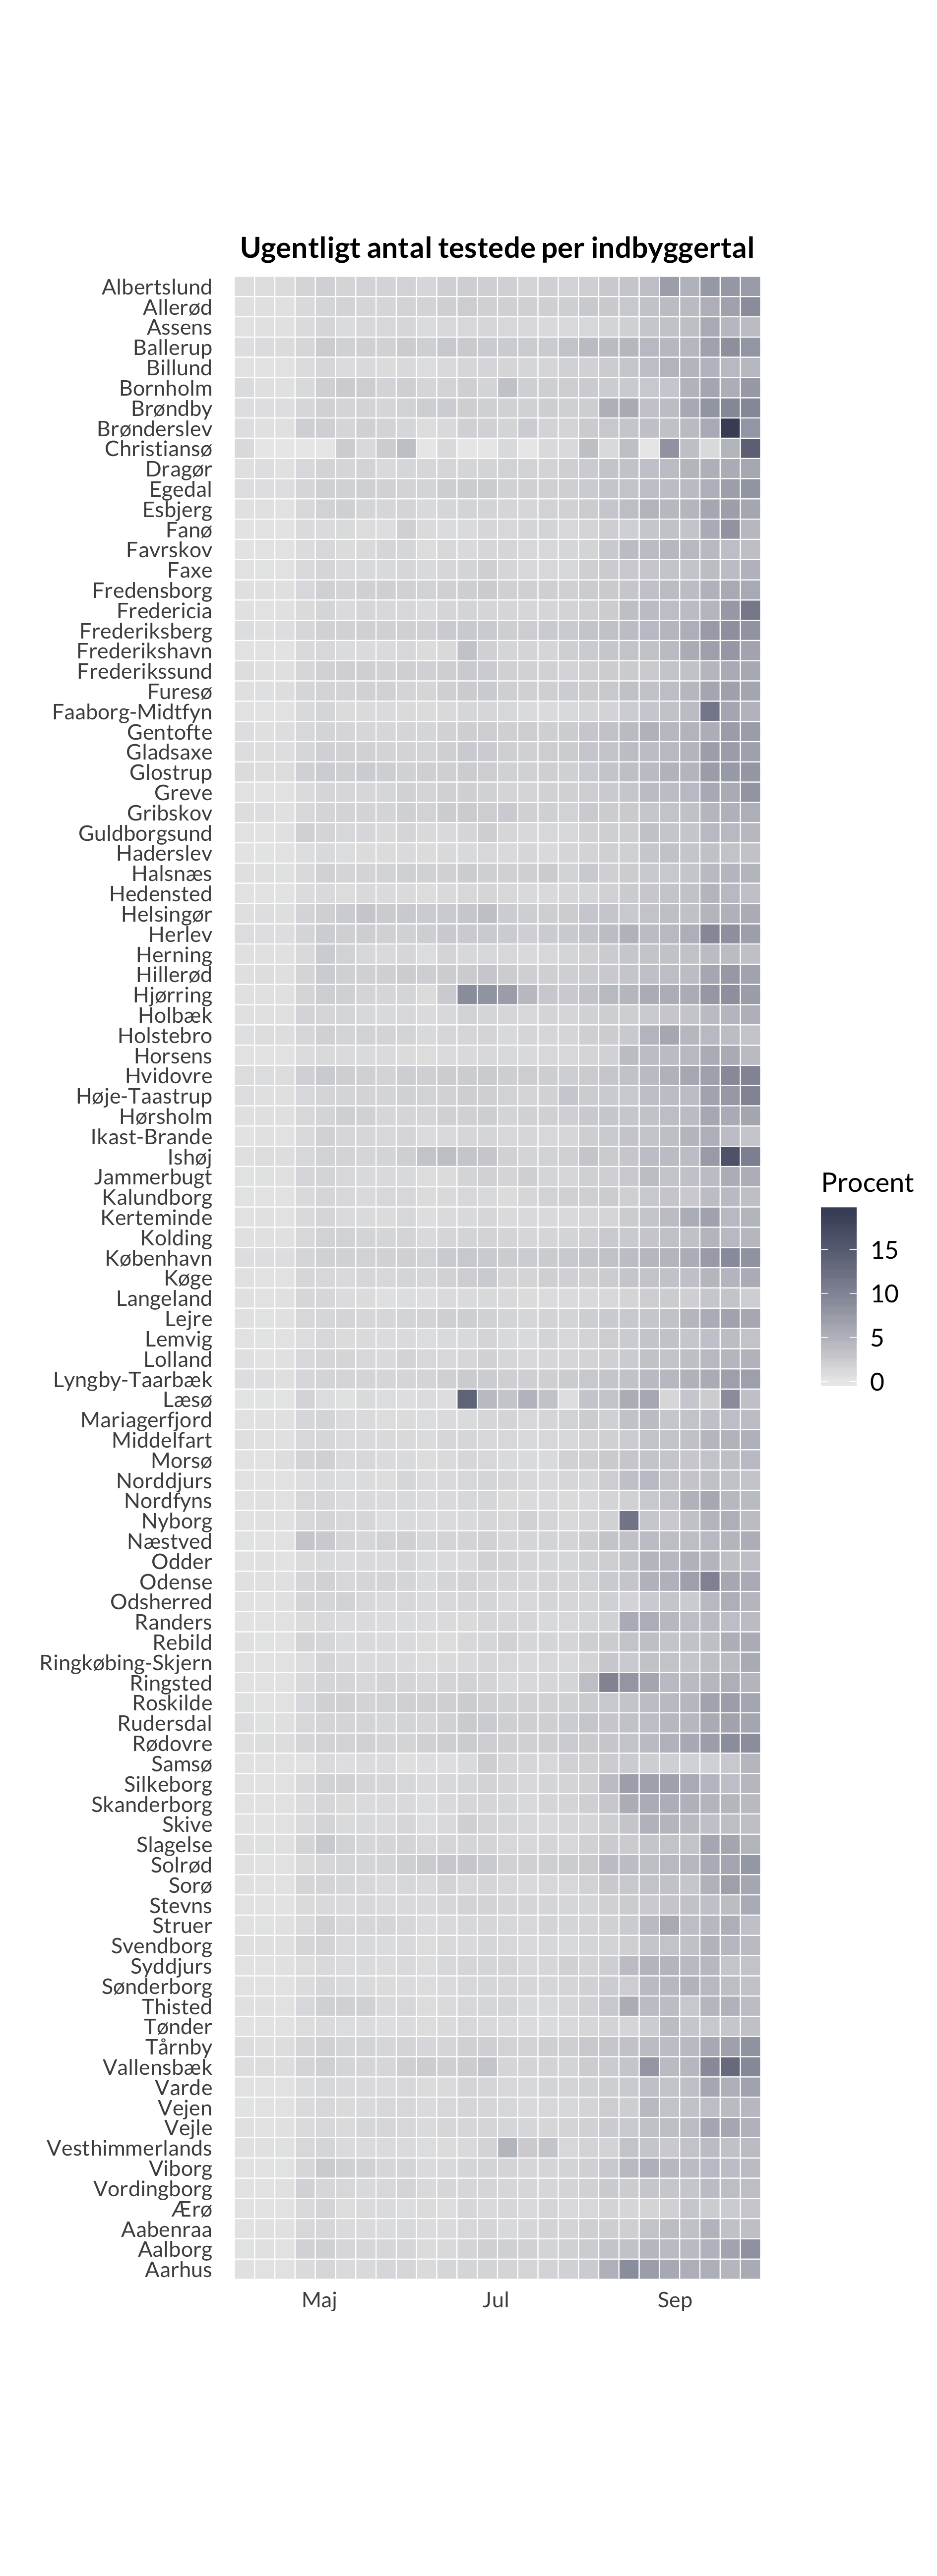 Ugentligt antal testede per indbyggertal
Albertslund
Allerød
Assens
Ballerup
Billund
Bornholm
Brøndby
Brønderslev
Christiansø
Dragør
Egedal
Esbjerg
Fanø
Favrskov
Faxe
Fredensborg
Fredericia
Frederiksberg
Frederikshavn
Frederikssund
Furesø
Faaborg-Midtfyn
Gentofte
Gladsaxe
Glostrup
Greve
Gribskov
Guldborgsund
Haderslev
Halsnæs
Hedensted
Helsingør
Herlev
Herning
Hillerød
Hjørring
Holbæk
Holstebro
Horsens
Hvidovre
Høje-Taastrup
Hørsholm
Ikast-Brande
Ishøj
Jammerbugt
Kalundborg
Kerteminde
Kolding
København
Køge
Langeland
Lejre
Lemvig
Lolland
Lyngby-Taarbæk
Læsø
Mariagerfjord
Middelfart
Morsø
Norddjurs
Nordfyns
Nyborg
Næstved
Odder
Odense
Odsherred
Randers
Rebild
Ringkøbing-Skjern
Ringsted
Roskilde
Rudersdal
Rødovre
Samsø
Silkeborg
Skanderborg
Skive
Slagelse
Solrød
Sorø
Stevns
Struer
Svendborg
Syddjurs
Sønderborg
Thisted
Tønder
Tårnby
Vallensbæk
Varde
Vejen
Vejle
Vesthimmerlands
Viborg
Vordingborg
Ærø
Aabenraa
Aalborg
Aarhus
Maj Jul Sep
Procent
15
10
5
0